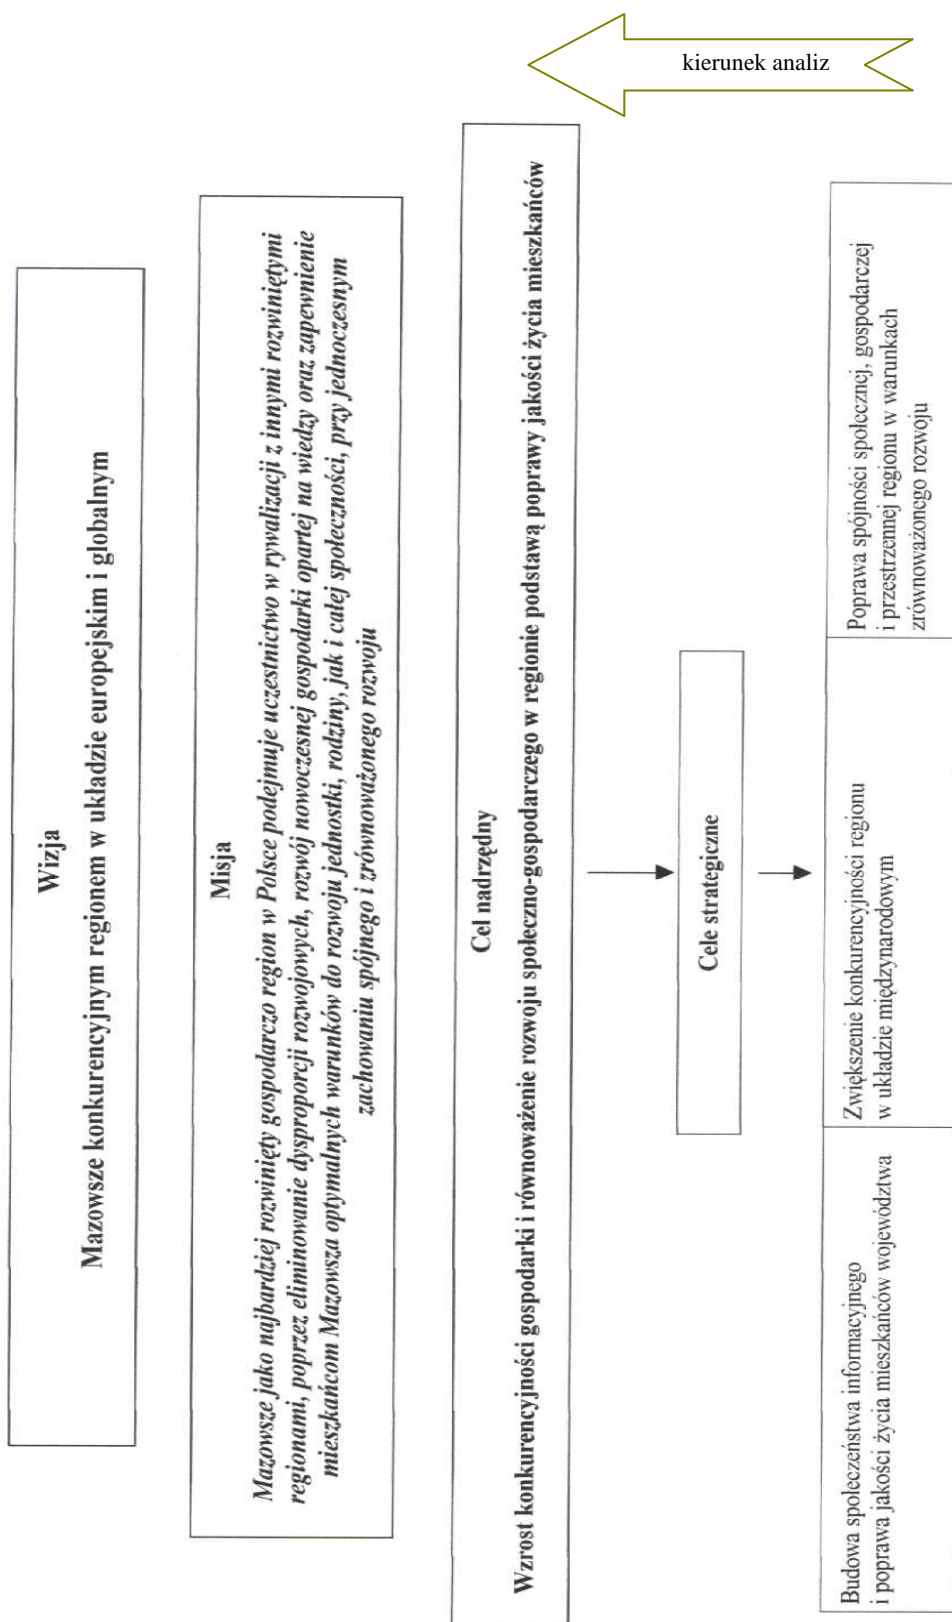 kierunek analiz
Wizja
Mazowsze konkurencyjnym regionem w układzie europejskim i globalnym
Misja
Mazowsze jako najbardziej rozwinięty gospodarczo region w Polsce podejmuje uczestnictwo w rywalizacji z innymi rozwiniętymi
regionami, poprzez eliminowanie dysproporcji rozwojowych, rozwój nowoczesnej gospodarki opartej na wiedzy oraz zapewnienie
mieszkańcom Mazowsza optymalnych warunków do rozwoju jednostki, rodziny, jak i całej społeczności, przy jednoczesnym
zachowaniu spójnego i zrównoważonego rozwoju
Cel nadrzędny
Wzrost konkurencyjności gospodarki i równoważenie rozwoju społeczno-gospodarczego w regionie podstawą poprawy jakości życia mieszkańców
Cele strategiczne
Budowa społeczeństwa informacyjnego
i poprawa jakości życia mieszkańców województwa
Zwiększenie konkurencyjności regionu
w układzie międzynarodowym
Poprawa spójności społecznej, gospodarczej
i przestrzennej regionu w warunkach
zrównoważonego rozwoju